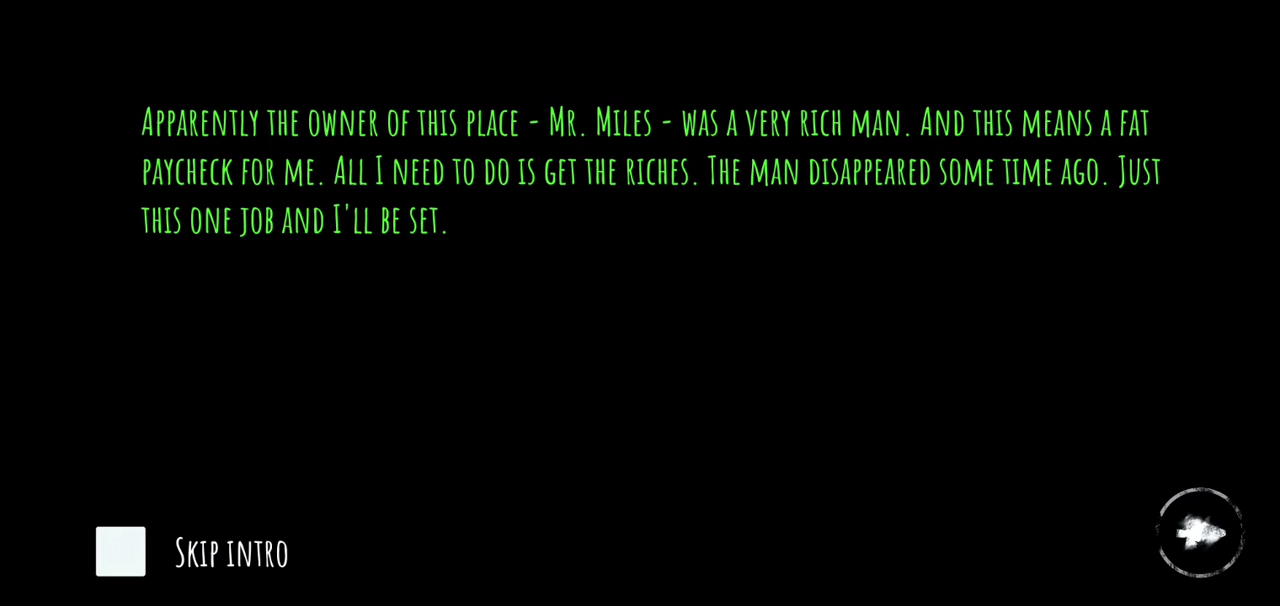 Apparently the owner of this place - Mr. Miles - was a very rich man. And this means a fat
paycheck for me. All I need to do is get the riches. The man disappeared some time ago. Just
this one job and I'll be set.
Skip intro